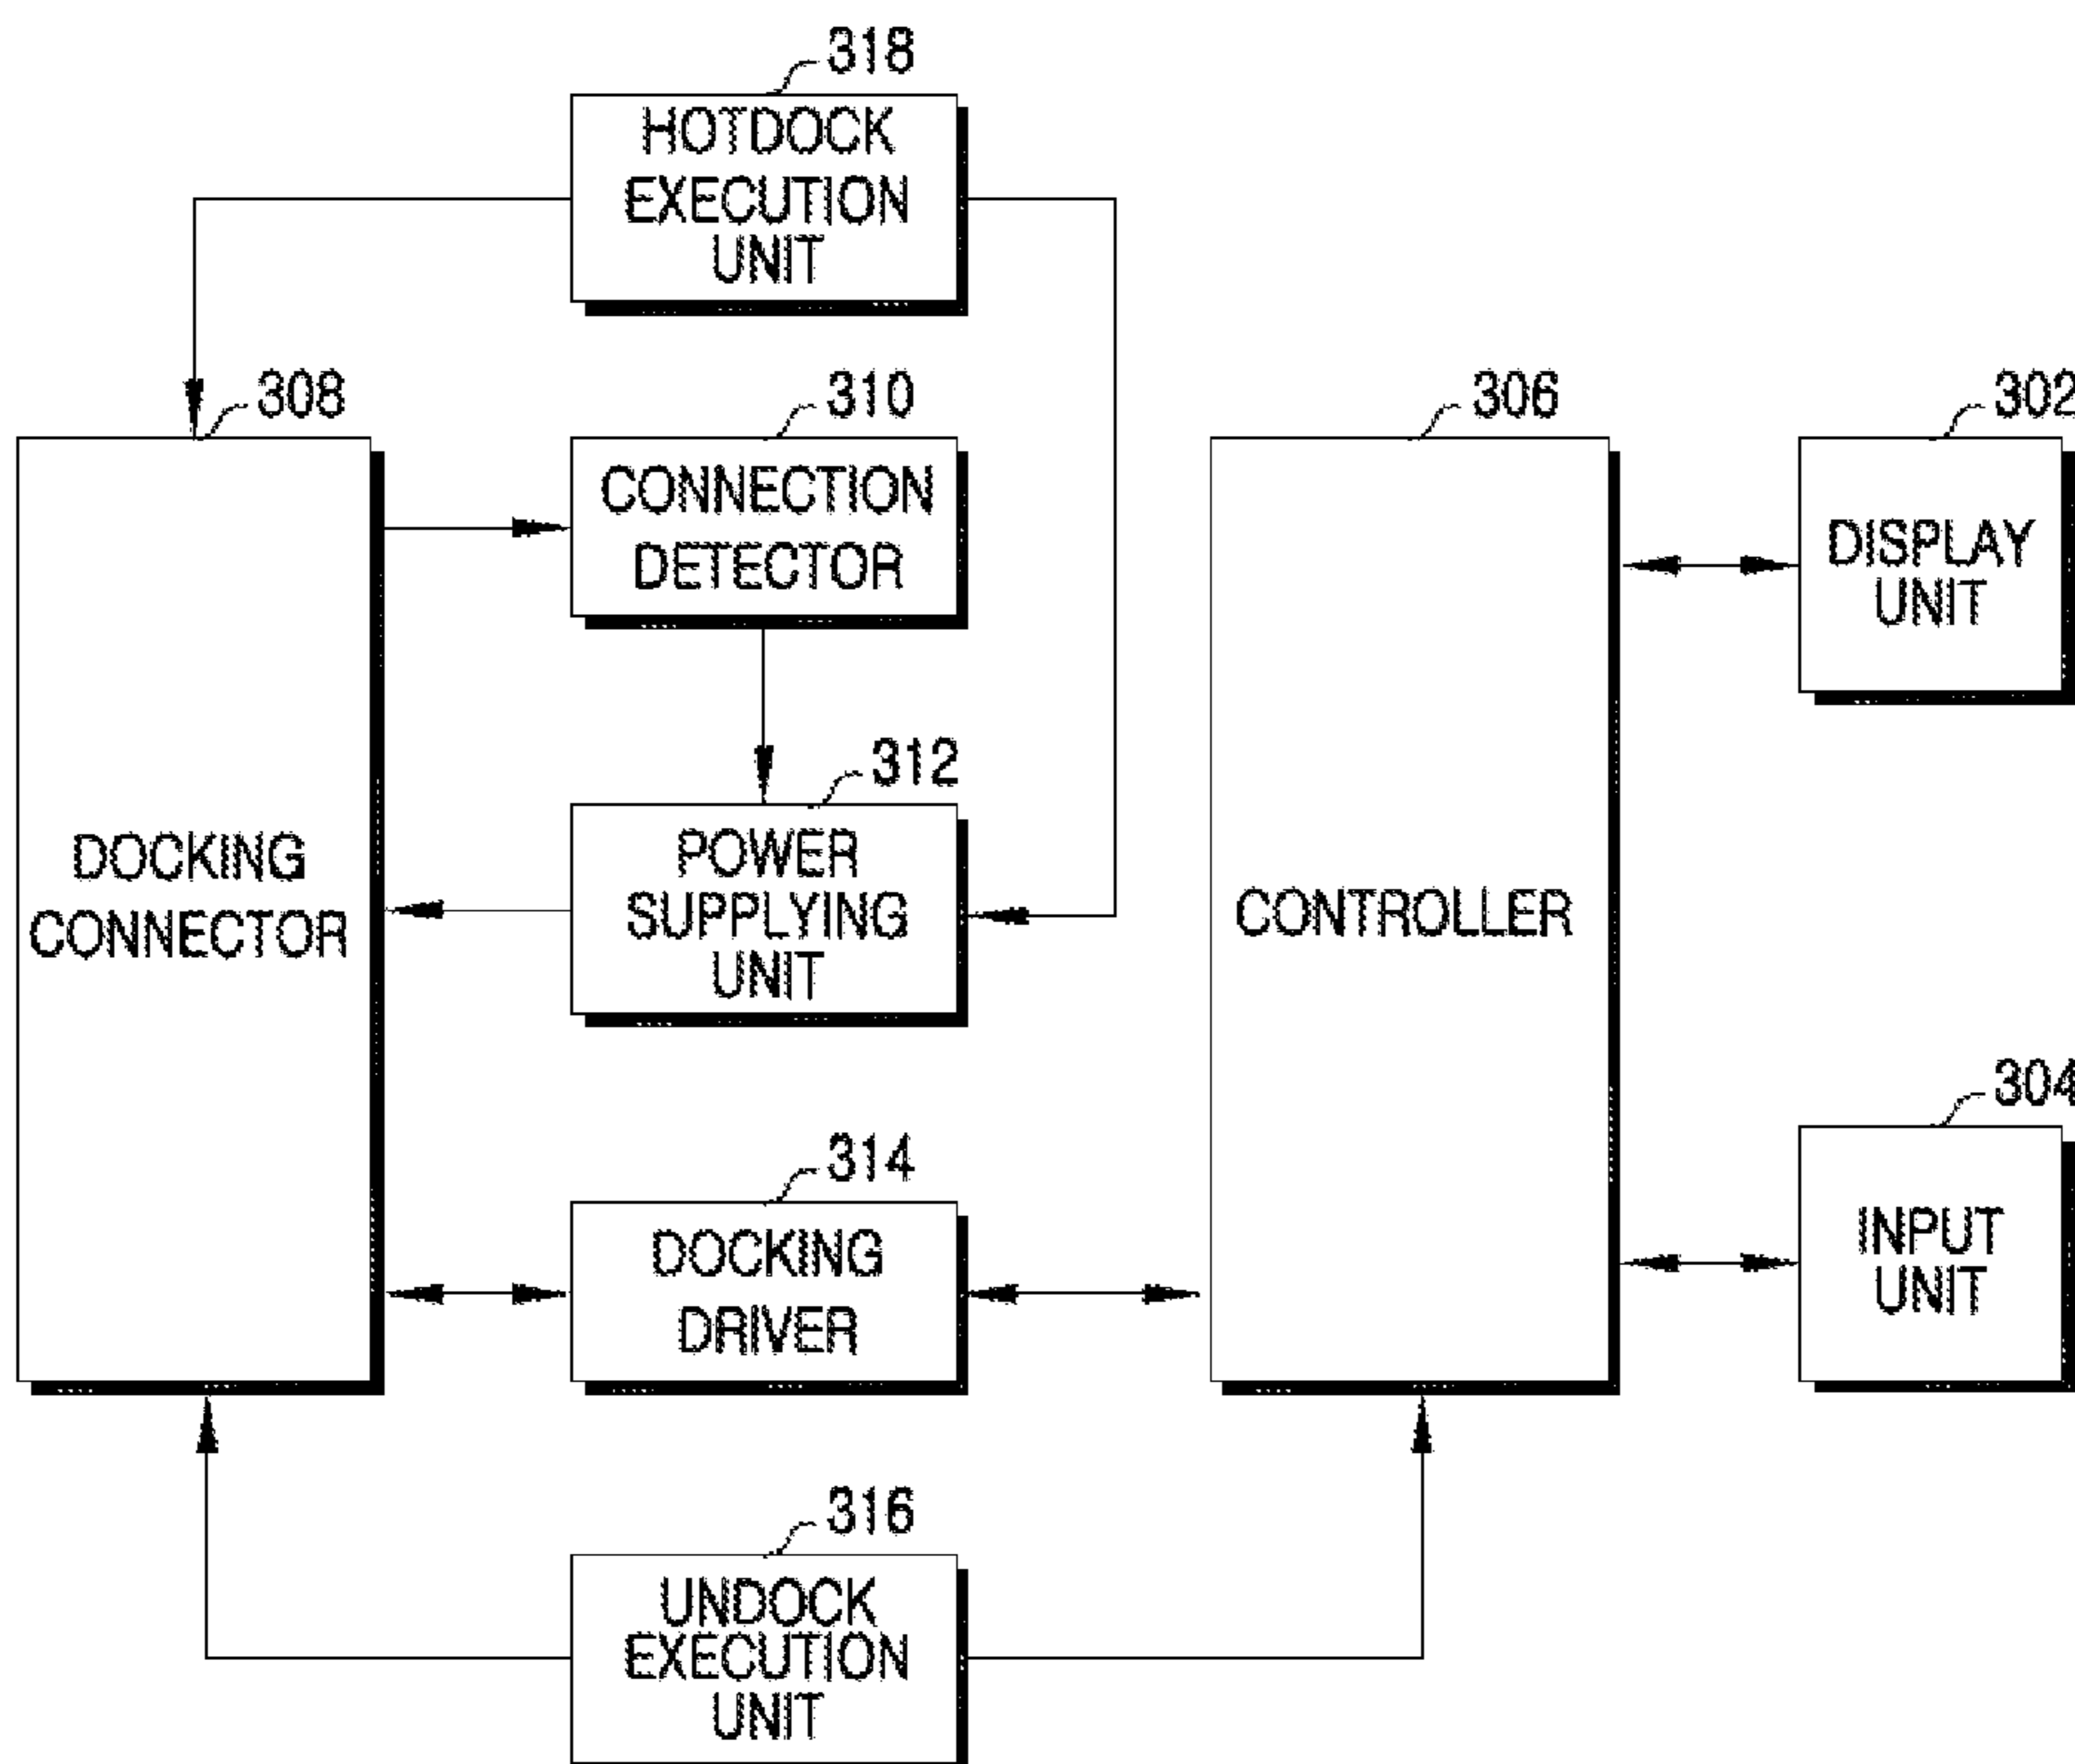 318
HOTDOCK
EXECUTION
UNIT
308
310
306
302
CONNECTION
DETECTOR
DISPLAY
UNIT
312
DOCKING
CONNECTOR
POWER
SUPPLYING
UNIT
CONTROLLER
304
314
DOCKING
DRIVER
INPUT
UNIT
316
UNDOCK
EXECUTION
UNIT